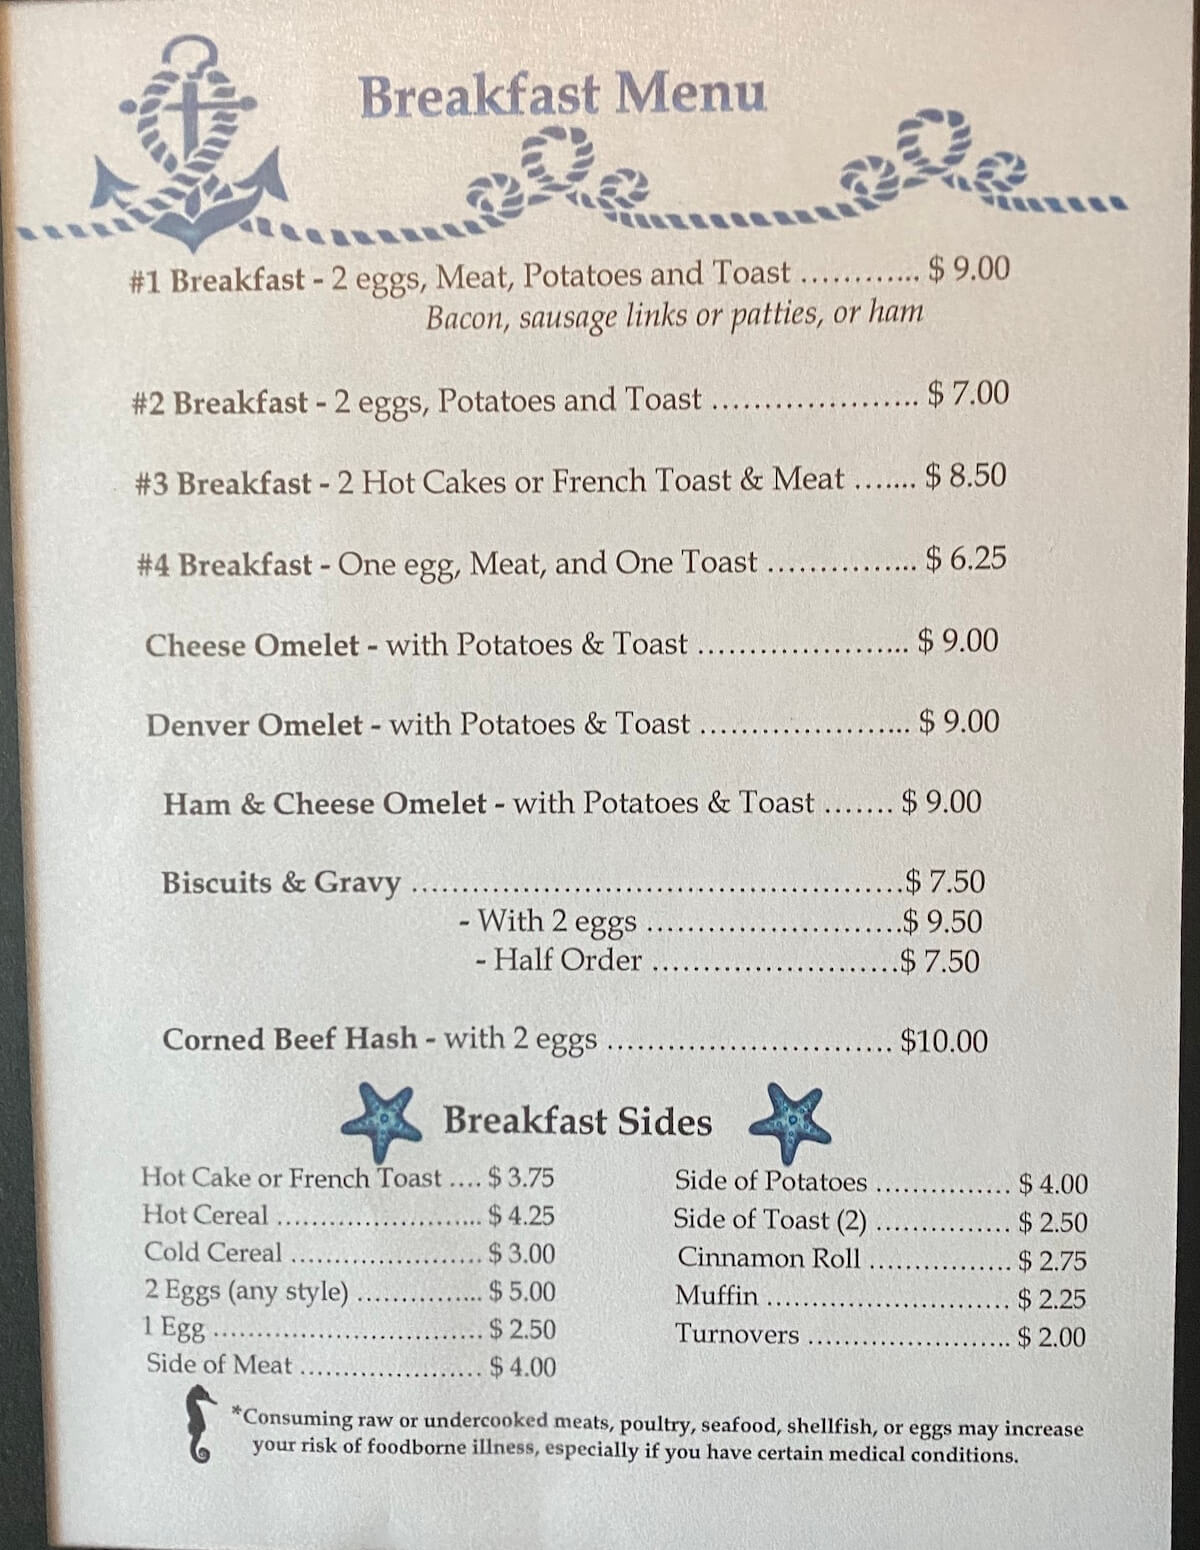 Breakfast Menu
#1 Breakfast - 2 eggs, Meat, Potatoes and Toast ............ $ 9.00
Bacon, sausage links or patties, or ham
#2 Breakfast - 2 eggs, Potatoes and Toast .................... $ 7.00
#3 Breakfast - 2 Hot Cakes or French Toast & Meat ....... $ 8.50
#4 Breakfast - One egg, Meat, and One Toast ............... $ 6.25
Cheese Omelet - with Potatoes & Toast ..................... $ 9.00
Denver Omelet - with Potatoes & Toast ..................... $ 9.00
Ham & Cheese Omelet - with Potatoes & Toast ....... $ 9.00
Biscuits & Gravy .................................................$ 7.50
- With 2 eggs ..........................$ 9.50
- Half Order .........................$ 7.50
Corned Beef Hash - with 2 eggs ............................. $10.00
Breakfast Sides
Hot Cake or French Toast .... $ 3.75
Hot Cereal ........................ $ 4.25
Cold Cereal ...................... $ 3.00
2 Eggs (any style) ............... $ 5.00
1 Egg ............................... $ 2.50
Side of Meat ..................... $ 4.00
Side of Potatoes ............... $ 4.00
Side of Toast (2) ............... $ 2.50
Cinnamon Roll ................ $ 2.75
Muffin ........................... $ 2.25
Turnovers ....................... $ 2.00
*Consuming raw or undercooked meats, poultry, seafood, shellfish, or eggs may increase
your risk of foodborne illness, especially if you have certain medical conditions.